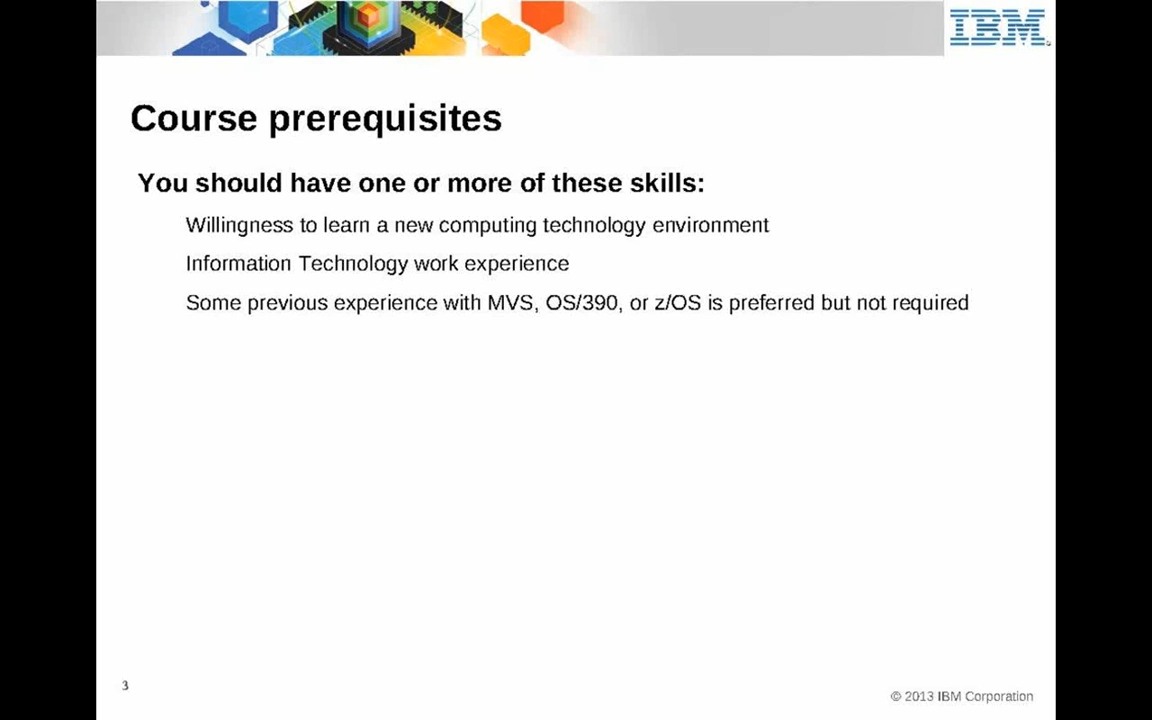 IBM
Course prerequisites
You should have one or more of these skills:
Willingness to learn a new computing technology environment
Information Technology work experience
Some previous experience with MVS, OS/390, or z/OS is preferred but not required
3
© 2013 IBM Corporation